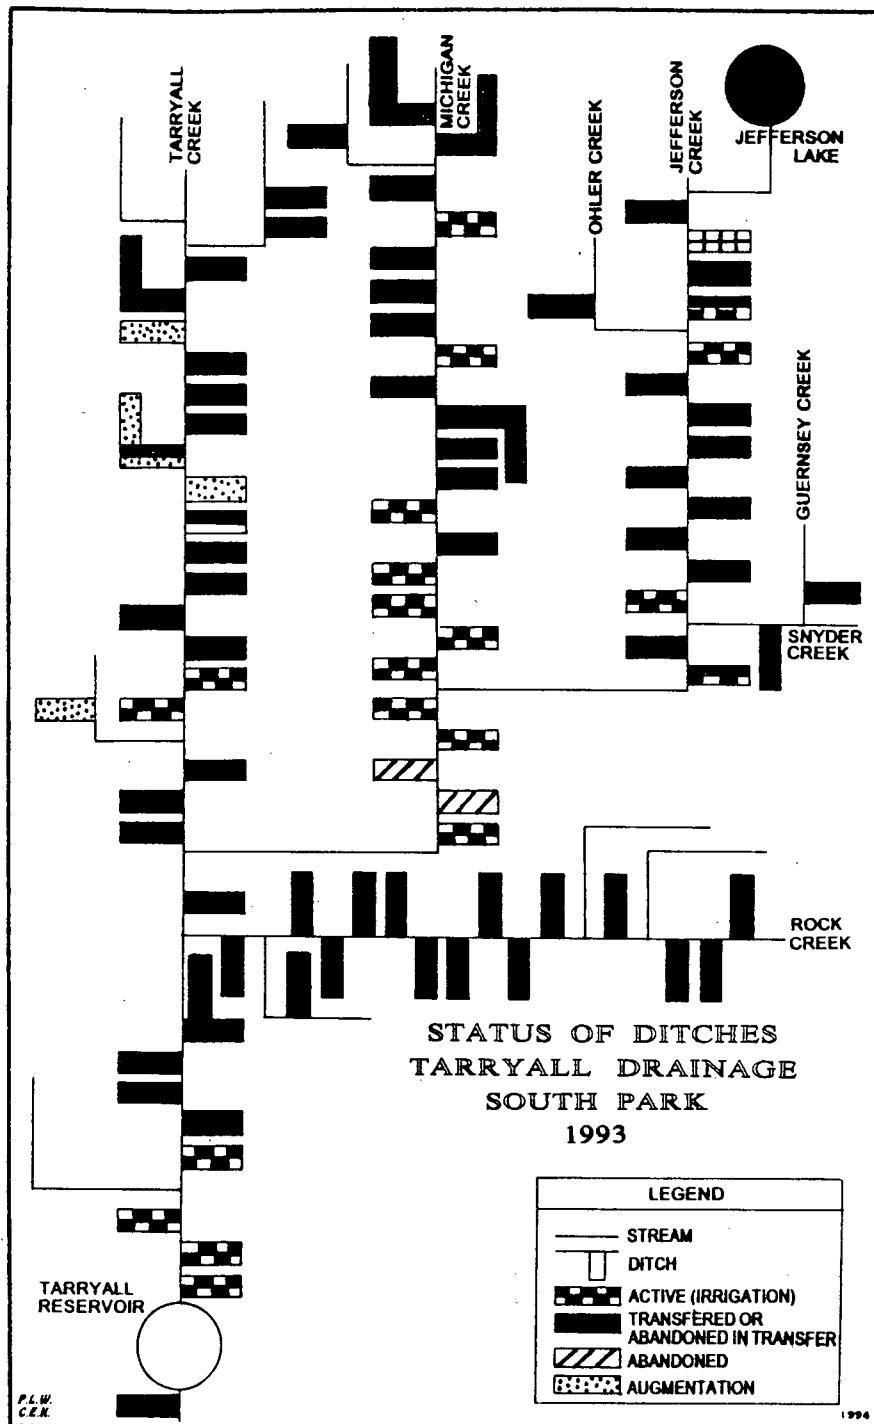 TARRYALL
CREEK
MICHIGAN
CREEK
OHLER CREEK
JEFFERSON
CREEK
JEFFERSON
LAKE
GUERNSEY CREEK
SNYDER
CREEK
ROCK
CREEK
STATUS OF DITCHES
TARRYALL DRAINAGE
SOUTH PARK
1993
LEGEND
STREAM
DITCH
ACTIVE (IRRIGATION)
TRANSFERED OR
ABANDONED IN TRANSFER
ABANDONED
AUGMENTATION
TARRYALL
RESERVOIR
P.L.W.
C.E.K.
1994